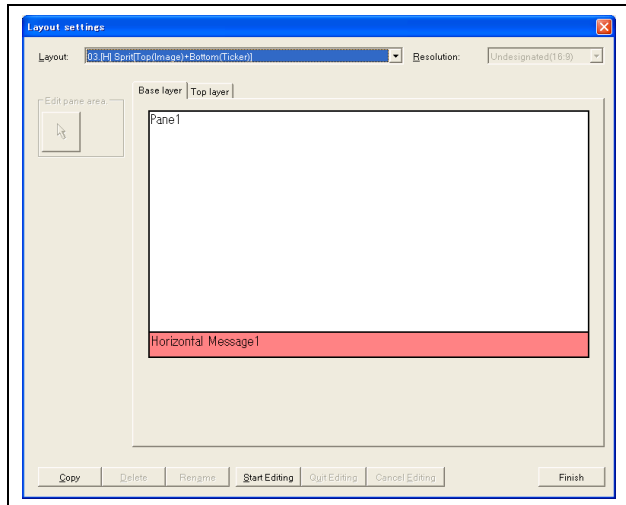 Layout settings
Layout: 03.[H] Sprit[Top(Image)+Bottom(Ticker)] Resolution: Undesignated(16:9)
Edit pane area.
Base layer Top layer
Pane1
Horizontal Message1
Copy Delete Rename Start Editing Quit Editing Cancel Editing Finish